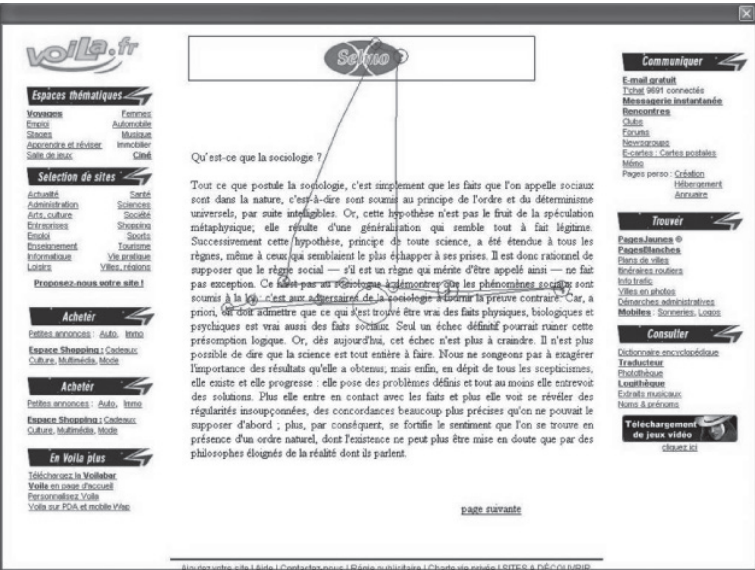 voila.fr
Selmo
Espaces thématiques
Voyages Femmes
Emploi Automobile
Stages Musique
Apprendre et réviser Immobilier
Salle de jeux Ciné
Selection de sites
Actualité Santé
Administration Sciences
Arts, culture Société
Entreprises Shopping
Emploi Sports
Enseignement Tourisme
Informatique Vie pratique
Loisirs Villes, régions
Proposez-nous votre site !
Acheter
Petites annonces : Auto, Immo
Espace Shopping : Cadeaux
Culture, Multimédia, Mode
Acheter
Petites annonces : Auto, Immo
Espace Shopping : Cadeaux
Culture, Multimédia, Mode
En Voila plus
Téléchargez la Voilabar
Voila en page d'accueil
Personnalisez Voila
Voila sur PDA et mobile Wap
Qu'est-ce que la sociologie ?
Tout ce que postule la sociologie, c'est simplement que les faits que l'on appelle sociaux
sont dans la nature, c'est-à-dire sont soumis au principe de l'ordre et du déterminisme
universels, par suite intelligibles. Or, cette hypothèse n'est pas le fruit de la spéculation
métaphysique; elle résulte d'une généralisation qui semble tout à fait légitime.
Successivement cette hypothèse, principe de toute science, a été étendue à tous les
règnes, même à ceux qui semblaient le plus échapper à ses prises. Il est donc rationnel de
supposer que le règne social — s'il est un règne qui mérite d'être appelé ainsi — ne fait
pas exception. Ce n'est pas au sociologue à démontrer que les phénomènes sociaux sont
soumis à la loi : c'est aux adversaires de la sociologie à fournir la preuve contraire. Car, a
priori, on doit admettre que ce qui s'est trouvé être vrai des faits physiques, biologiques et
psychiques est vrai aussi des faits sociaux. Seul un échec définitif pourrait ruiner cette
présomption logique. Or, dès aujourd'hui, cet échec n'est plus à craindre. Il n'est plus
possible de dire que la science est tout entière à faire. Nous ne songeons pas à exagérer
l'importance des résultats qu'elle a obtenus; mais enfin, en dépit de tous les scepticismes,
elle existe et elle progresse : elle pose des problèmes définis et tout au moins elle entrevoit
des solutions. Plus elle entre en contact avec les faits et plus elle voit se révéler des
régularités insoupçonnées, des concordances beaucoup plus précises qu'on ne pouvait le
supposer d'abord ; plus, par conséquent, se fortifie le sentiment que l'on se trouve en
présence d'un ordre naturel, dont l'existence ne peut plus être mise en doute que par des
philosophes éloignés de la réalité dont ils parlent.
page suivante
Ajoutez votre site | Aide | Contactez-nous | Régie publicitaire | Charte vie privée | SITES A DÉCOUVRIR
Communiquer
E-mail gratuit
T'chat 9691 connectés
Messagerie instantanée
Rencontres
Clubs
Forums
Newsgroups
E-cartes : Cartes postales
Mémo
Pages perso : Création
Hébergement
Annuaire
Trouver
PagesJaunes ®
PagesBlanches
Plans de villes
Itinéraires routiers
Info trafic
Villes en photos
Démarches administratives
Mobiles : Sonneries, Logos
Consulter
Dictionnaire encyclopédique
Traducteur
Photothèque
Logithèque
Extraits musicaux
Noms & prénoms
Téléchargement
de jeux vidéo
cliquez ici